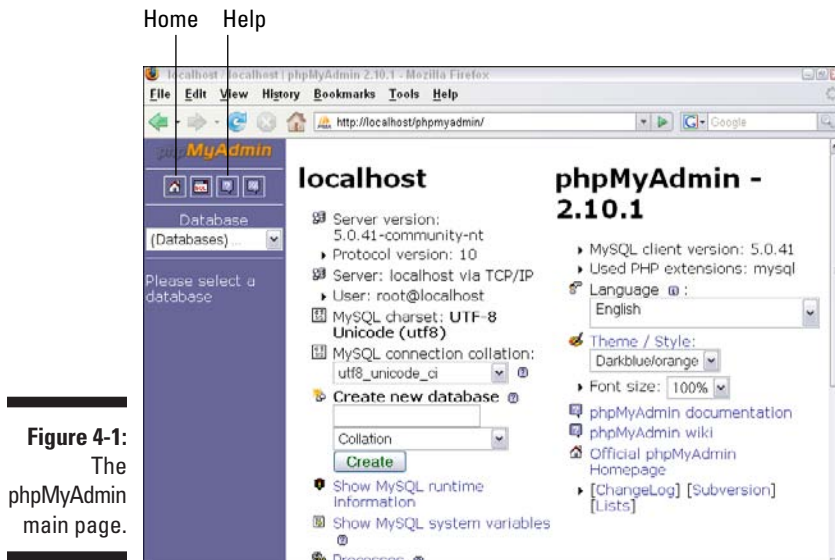 Home Help
localhost / localhost | phpMyAdmin 2.10.1 - Mozilla Firefox
File Edit View History Bookmarks Tools Help
http://localhost/phpmyadmin/
Google
phpMyAdmin
SQL
Database
(Databases) ...
Please select a
database
localhost
Server version:
5.0.41-community-nt
Protocol version: 10
Server: localhost via TCP/IP
User: root@localhost
MySQL charset: UTF-8
Unicode (utf8)
MySQL connection collation:
utf8_unicode_ci
Create new database
Collation
Create
Show MySQL runtime
information
Show MySQL system variables
Processes
phpMyAdmin -
2.10.1
MySQL client version: 5.0.41
Used PHP extensions: mysql
Language :
English
Theme / Style:
Darkblue/orange
Font size: 100%
phpMyAdmin documentation
phpMyAdmin wiki
Official phpMyAdmin
Homepage
[ChangeLog] [Subversion]
[Lists]
Figure 4-1:
The
phpMyAdmin
main page.